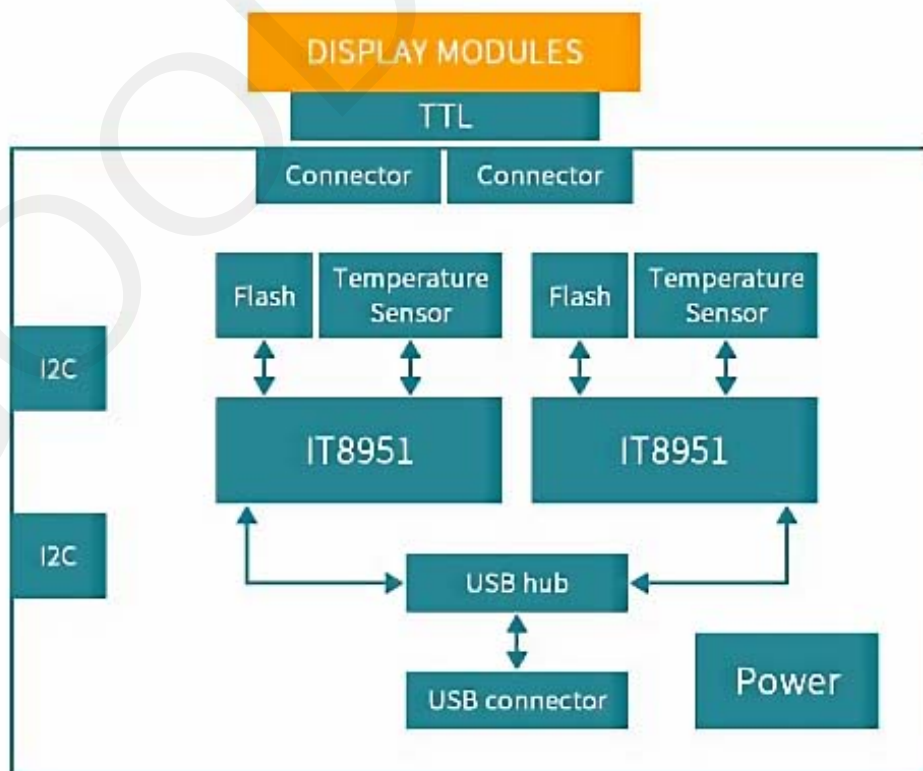 DISPLAY MODULES
TTL
Connector
Connector
Flash
Temperature
Sensor
Flash
Temperature
Sensor
I2C
IT8951
IT8951
I2C
USB hub
USB connector
Power